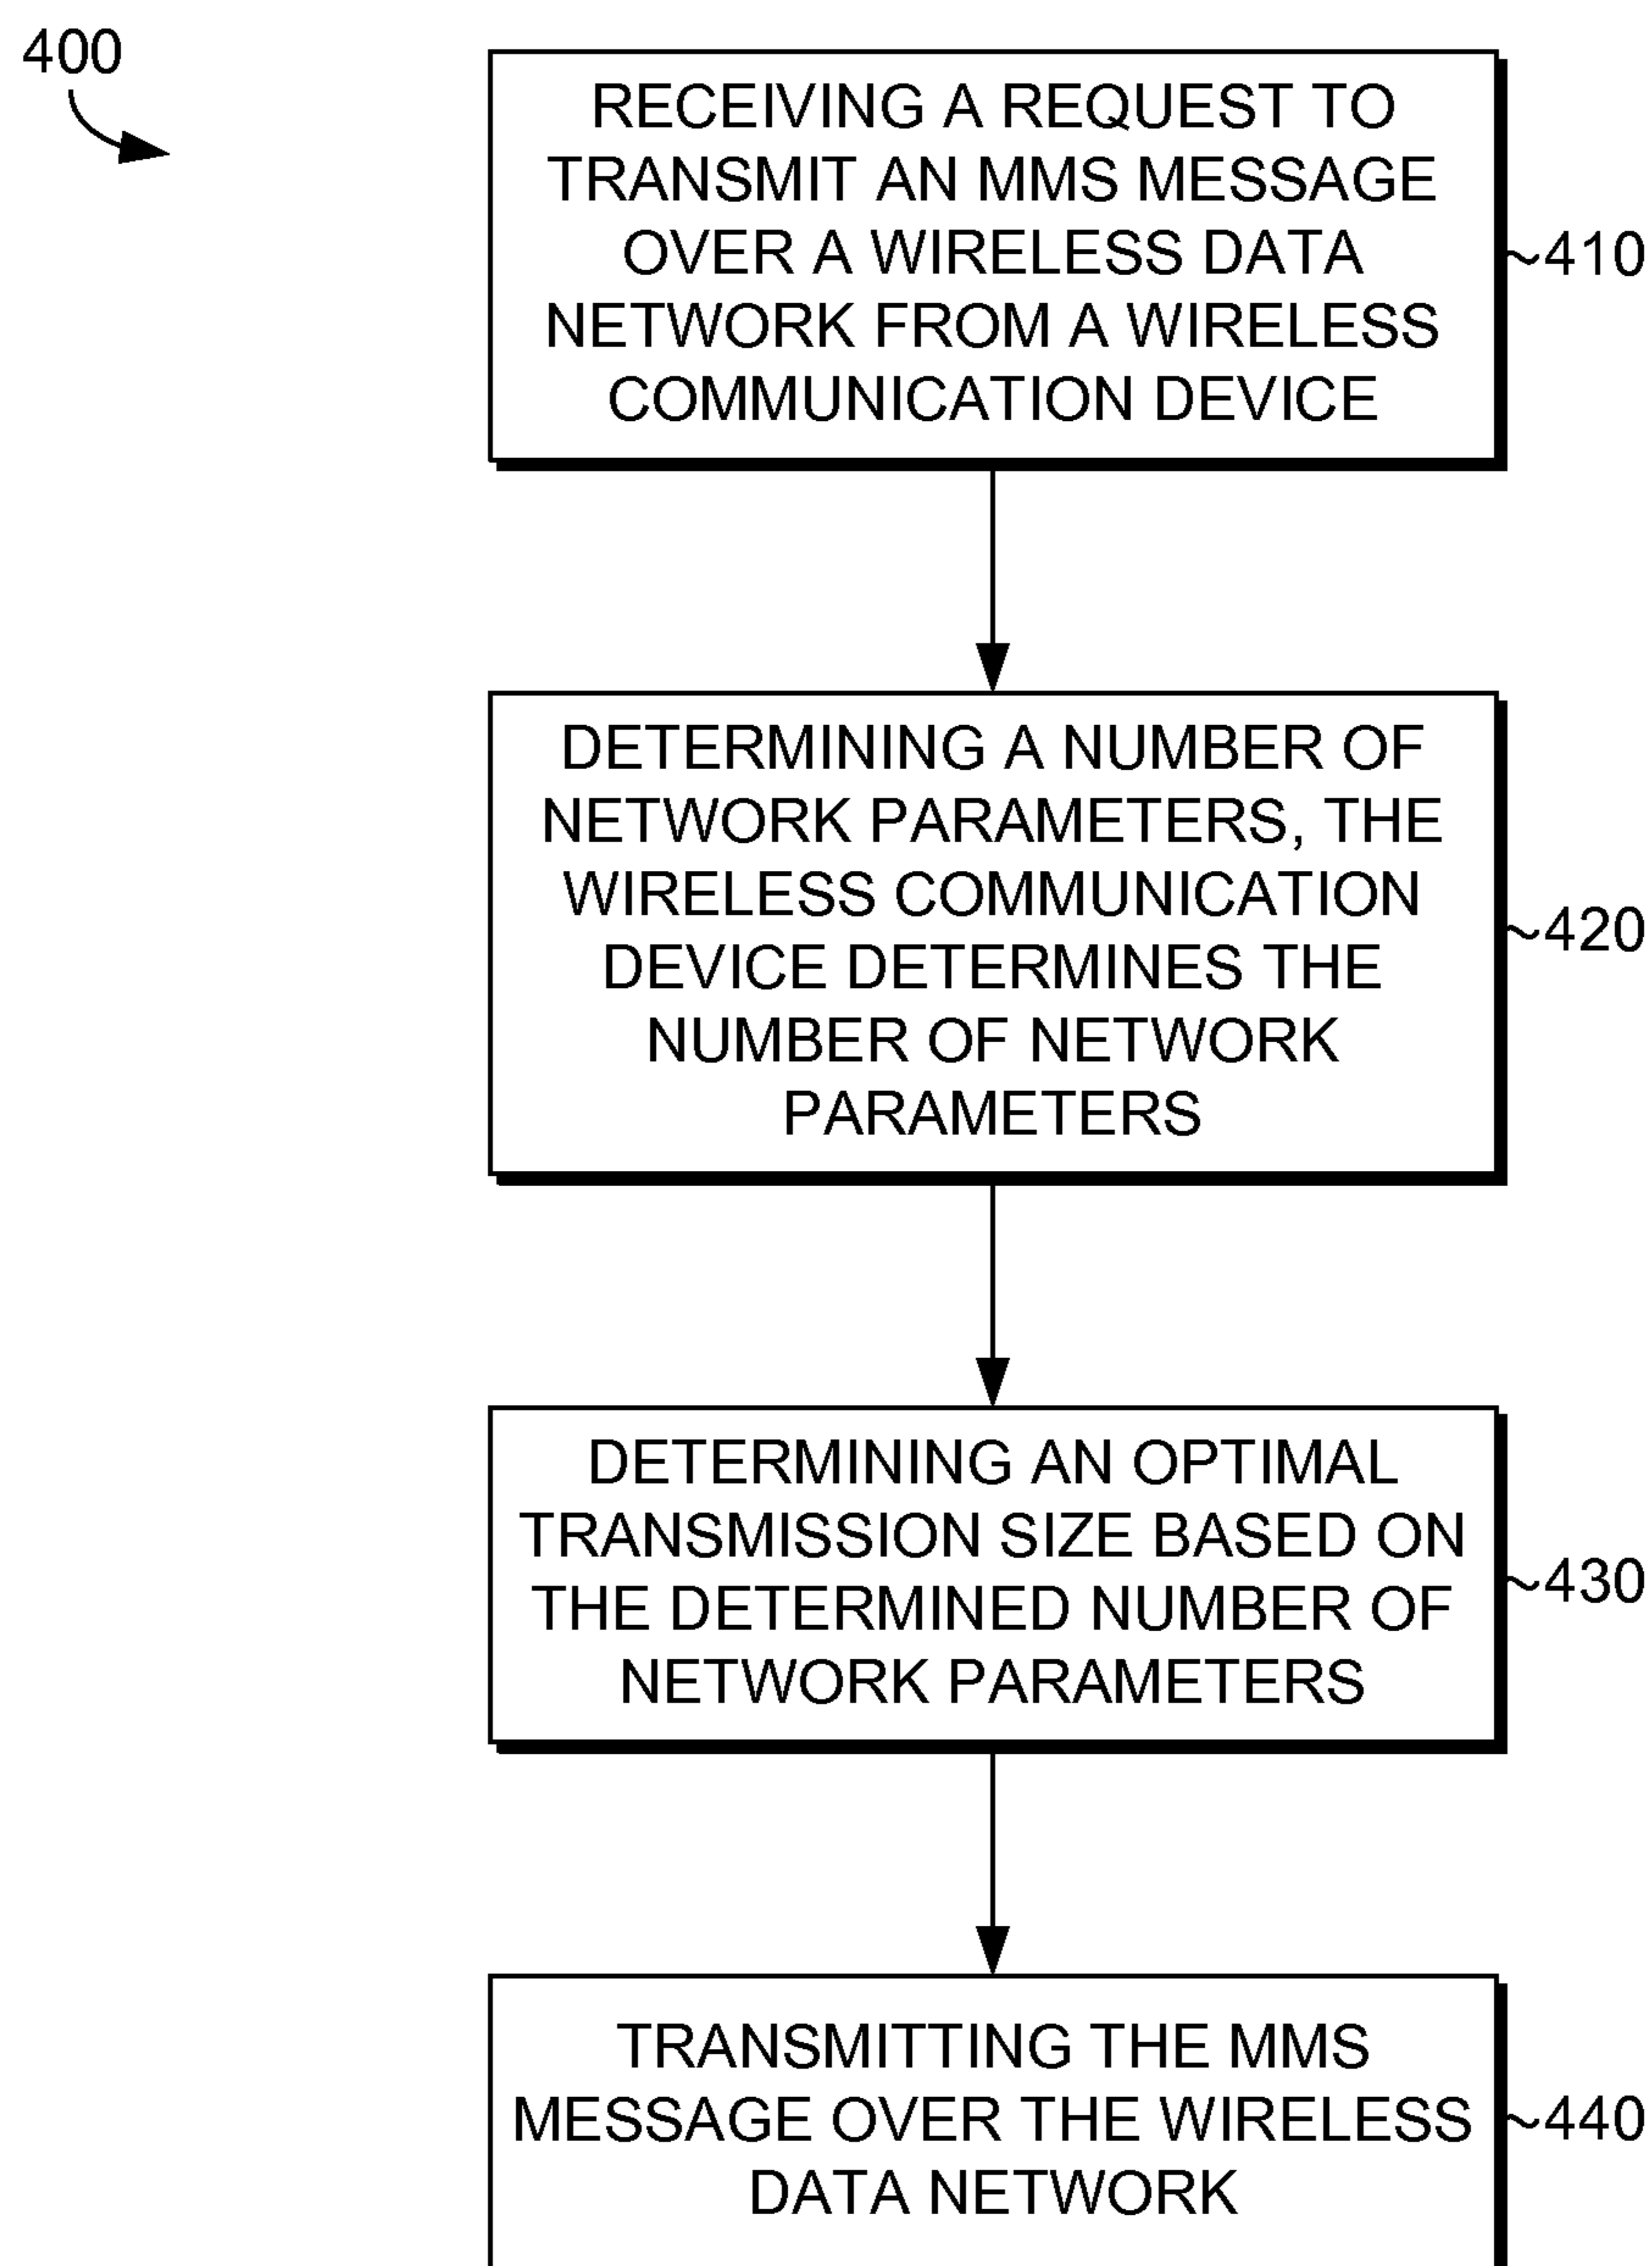 400
RECEIVING A REQUEST TO
TRANSMIT AN MMS MESSAGE
OVER A WIRELESS DATA
NETWORK FROM A WIRELESS
COMMUNICATION DEVICE
~410
DETERMINING A NUMBER OF
NETWORK PARAMETERS, THE
WIRELESS COMMUNICATION
DEVICE DETERMINES THE
NUMBER OF NETWORK
PARAMETERS
~420
DETERMINING AN OPTIMAL
TRANSMISSION SIZE BASED ON
THE DETERMINED NUMBER OF
NETWORK PARAMETERS
~430
TRANSMITTING THE MMS
MESSAGE OVER THE WIRELESS
DATA NETWORK
~440